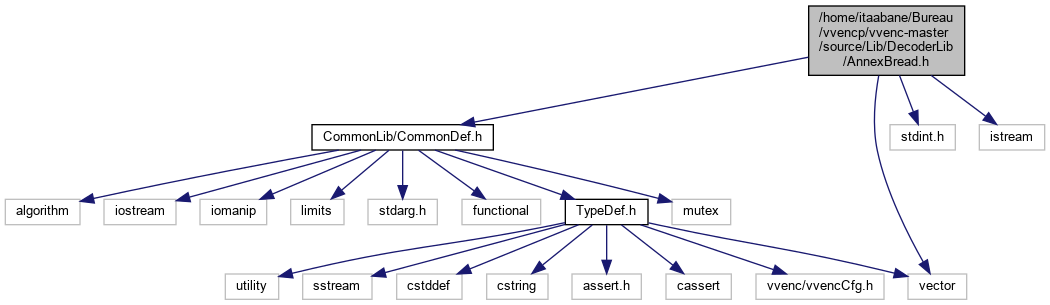 /home/itaabane/Bureau
/vvencp/vvenc-master
/source/Lib/DecoderLib
/AnnexBread.h
CommonLib/CommonDef.h
stdint.h
istream
algorithm
iostream
iomanip
limits
stdarg.h
functional
TypeDef.h
mutex
utility
sstream
cstddef
cstring
assert.h
cassert
vvenc/vvencCfg.h
vector